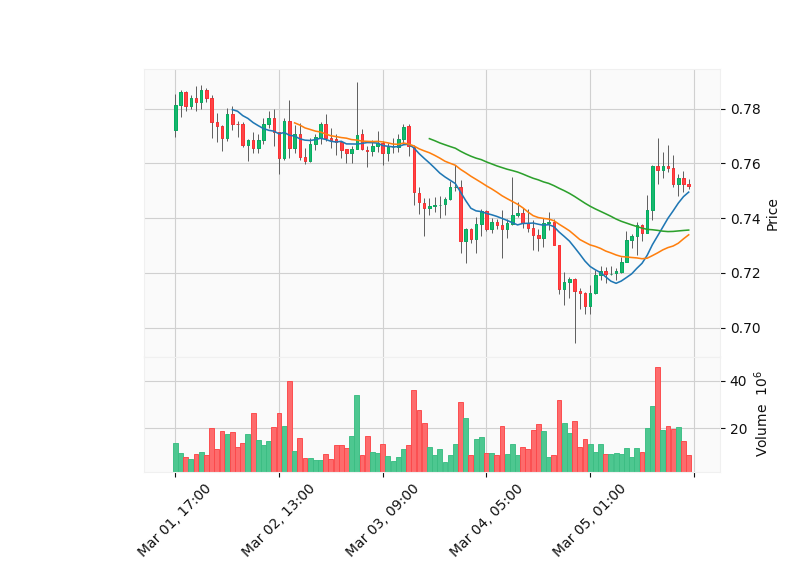 0.78
0.76
0.74
0.72
0.70
Price
40
20
Volume 10^6
Mar 01, 17:00
Mar 02, 13:00
Mar 03, 09:00
Mar 04, 05:00
Mar 05, 01:00